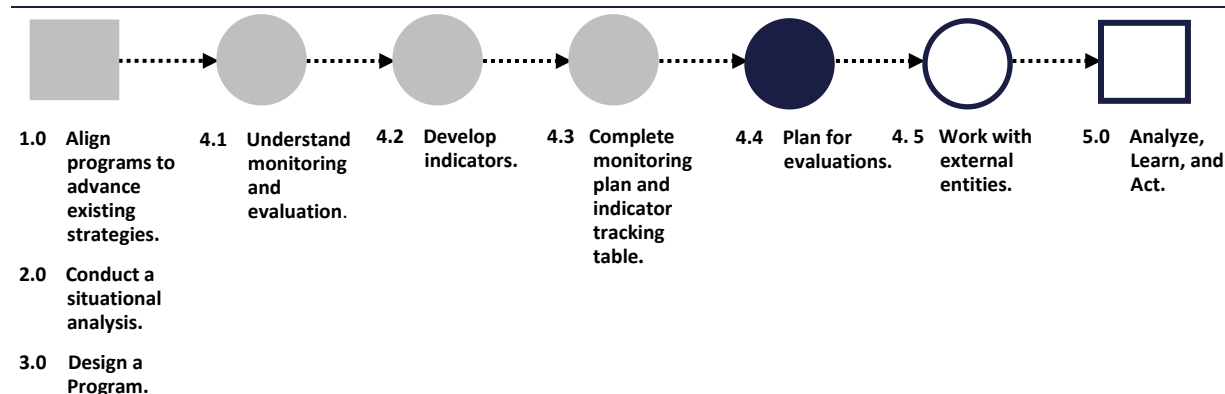 1.0 Align
programs to
advance
existing
strategies.
2.0 Conduct a
situational
analysis.
3.0 Design a
Program.
4.1 Understand
monitoring
and
evaluation.
4.2 Develop
indicators.
4.3 Complete
monitoring
plan and
indicator
tracking
table.
4.4 Plan for
evaluations.
4. 5 Work with
external
entities.
5.0 Analyze,
Learn, and
Act.